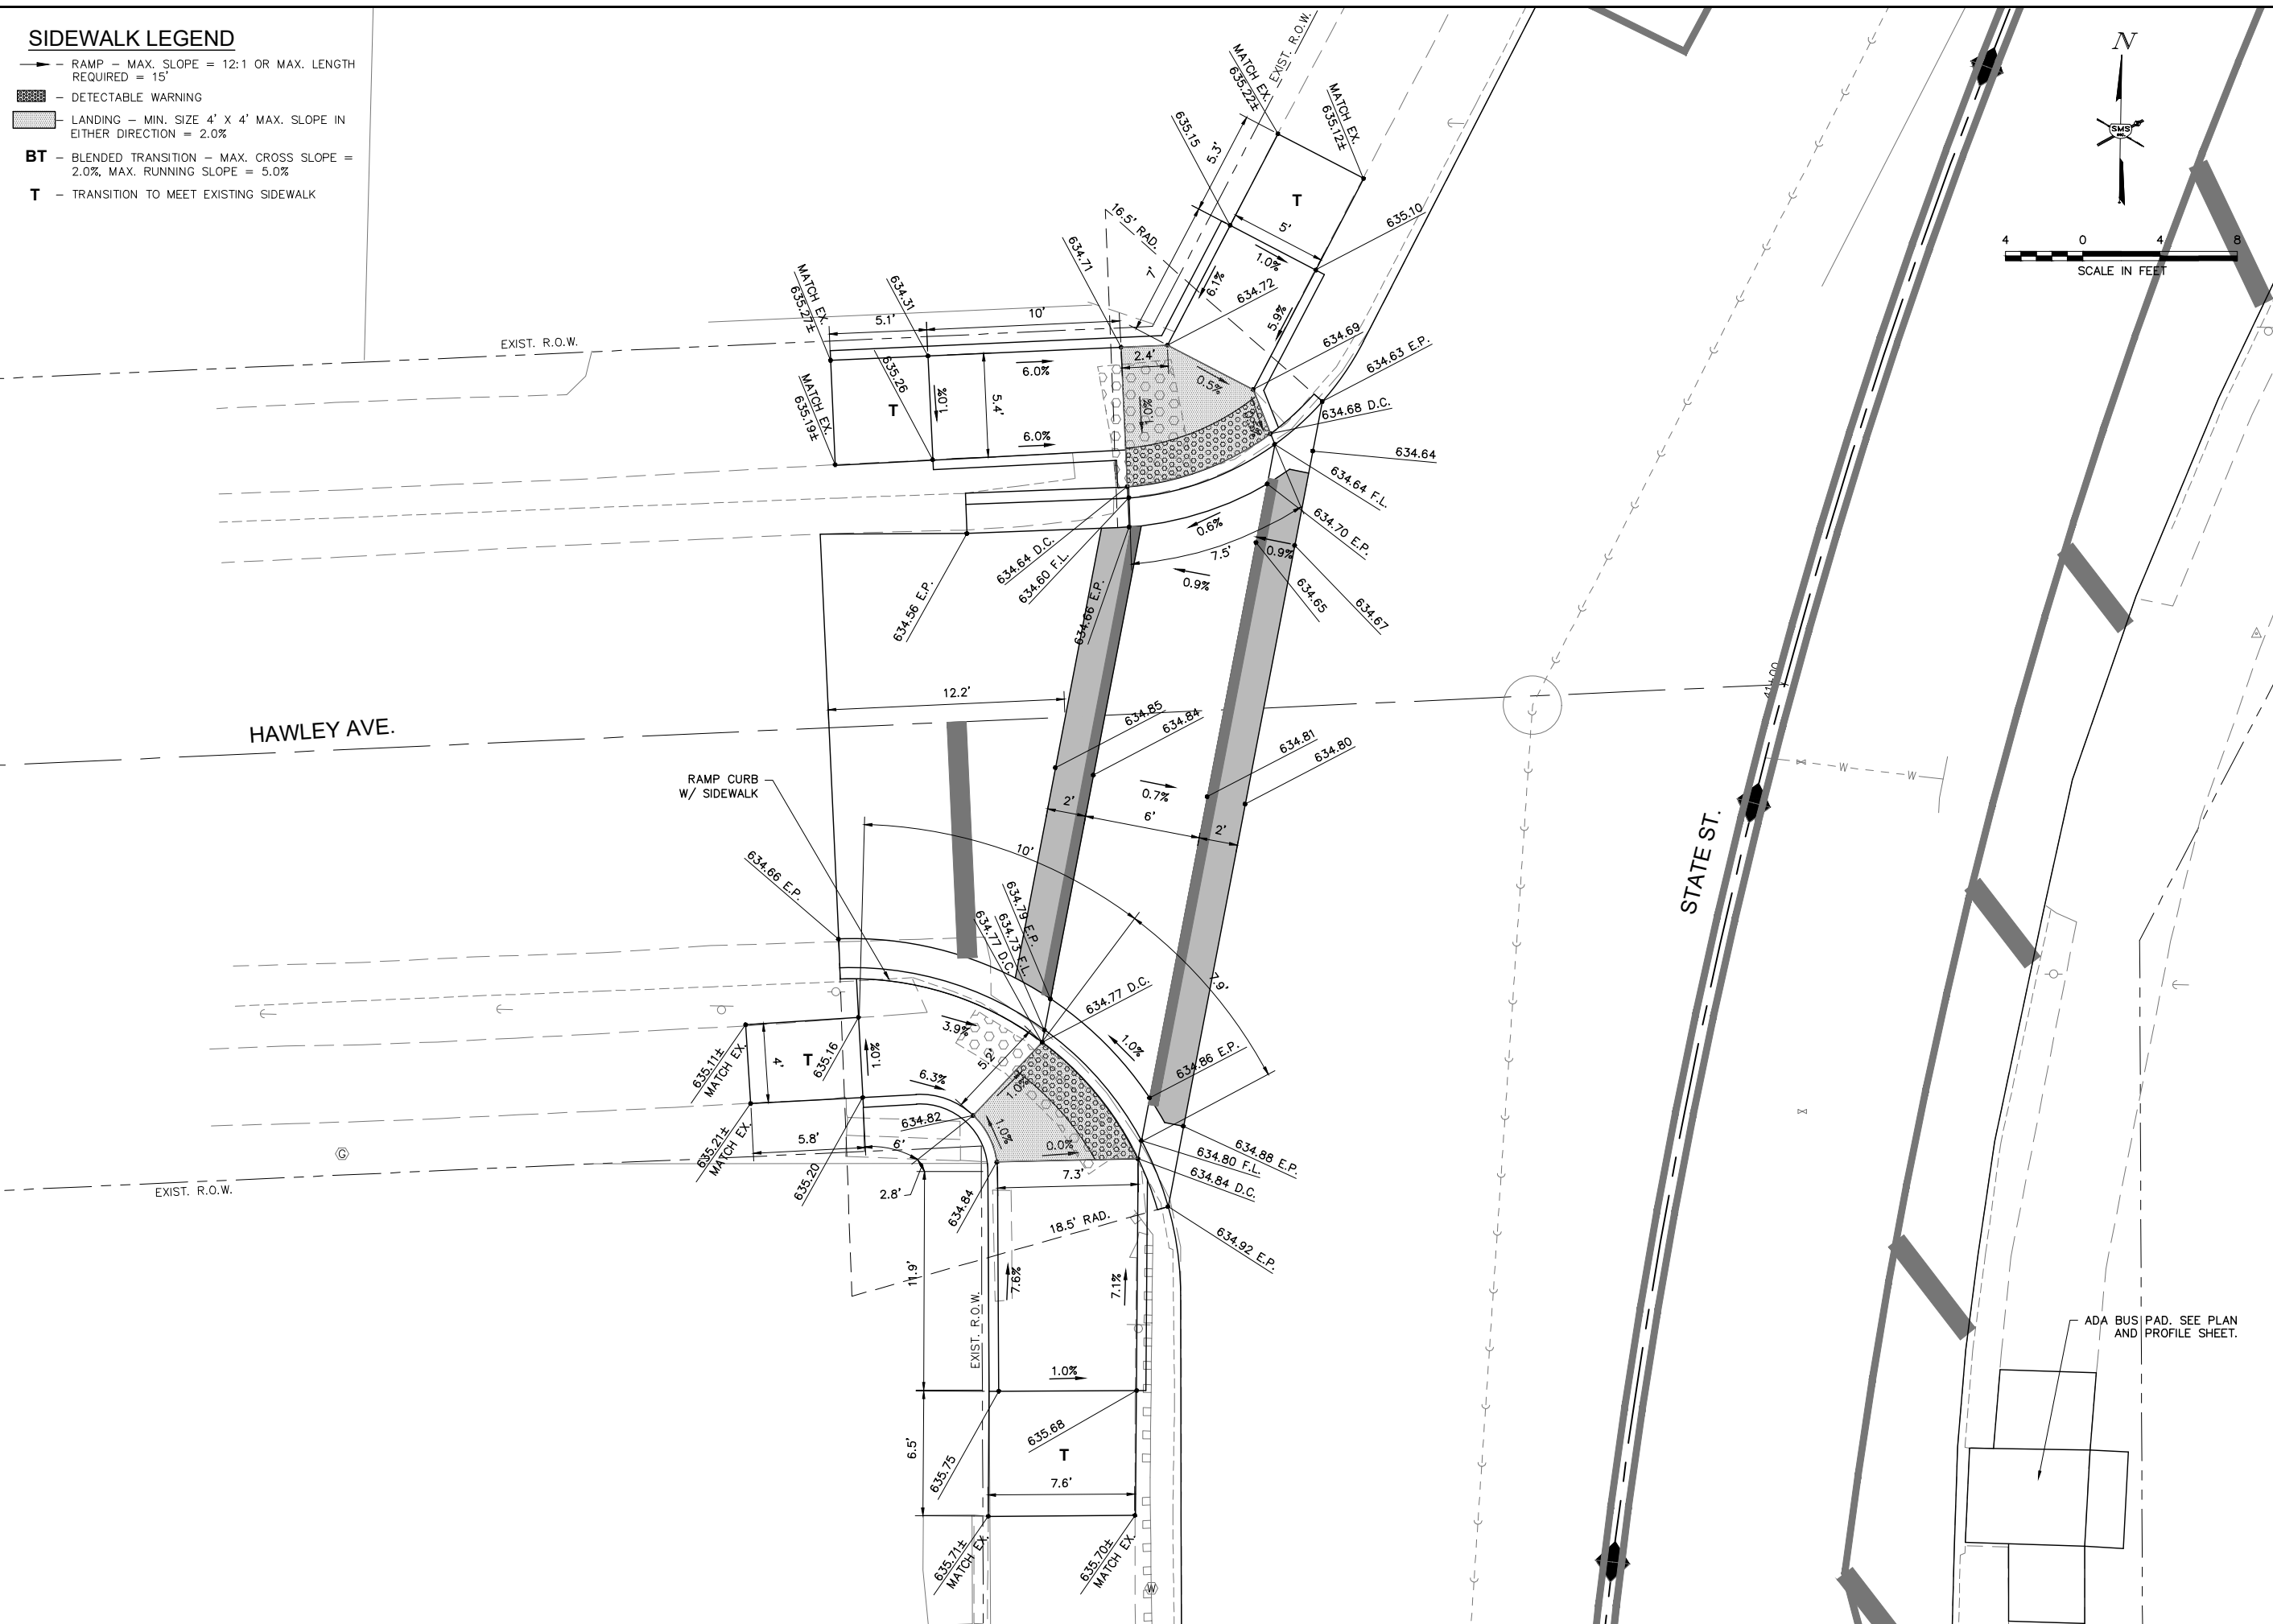 SIDEWALK LEGEND
– RAMP – MAX. SLOPE = 12:1 OR MAX. LENGTH
REQUIRED = 15'
– DETECTABLE WARNING
– LANDING – MIN. SIZE 4' X 4' MAX. SLOPE IN
EITHER DIRECTION = 2.0%
BT – BLENDED TRANSITION – MAX. CROSS SLOPE =
2.0%, MAX. RUNNING SLOPE = 5.0%
T – TRANSITION TO MEET EXISTING SIDEWALK
N
SMS
INC.
4 0 4 8
SCALE IN FEET
EXIST. R.O.W.
MATCH EX.
635.22±
MATCH EX.
635.12±
635.15
5.3'
T
5'
635.10
16.5' RAD.
7'
1.0%
6.1%
634.72
5.9%
634.71
634.69
634.63 E.P.
MATCH EX.
635.27±
634.31
5.1'
10'
EXIST. R.O.W.
635.26
6.0%
2.4'
0.5%
MATCH EX.
635.19±
T
1.0%
5.4'
1.0%
634.68 D.C.
6.0%
634.64
634.64 F.L.
634.70 E.P.
0.6%
7.5'
0.9%
0.9%
634.64 D.C.
634.60 F.L.
634.56 E.P.
634.66 E.P.
634.65
634.67
12.2'
HAWLEY AVE.
634.85
634.84
634.81
634.80
41+00
W W
RAMP CURB
W/ SIDEWALK
0.7%
2'
6'
2'
STATE ST.
10'
634.66 E.P.
634.79 E.P.
634.73 F.L.
634.77 D.C.
634.77 D.C.
7.9'
3.9%
5.2'
1.0%
634.86 E.P.
635.11±
MATCH EX.
4'
T
635.16
1.0%
6.3%
1.0%
634.82
1.0%
0.0%
635.21±
MATCH EX.
5.8'
6'
635.20
2.8'
634.84
7.3'
634.88 E.P.
634.80 F.L.
634.84 D.C.
G
EXIST. R.O.W.
18.5' RAD.
634.92 E.P.
11.9'
7.6%
7.1%
EXIST. R.O.W.
1.0%
ADA BUS PAD. SEE PLAN
AND PROFILE SHEET.
6.5'
635.75
635.68
T
7.6'
635.71±
MATCH EX.
635.70±
MATCH EX.
W